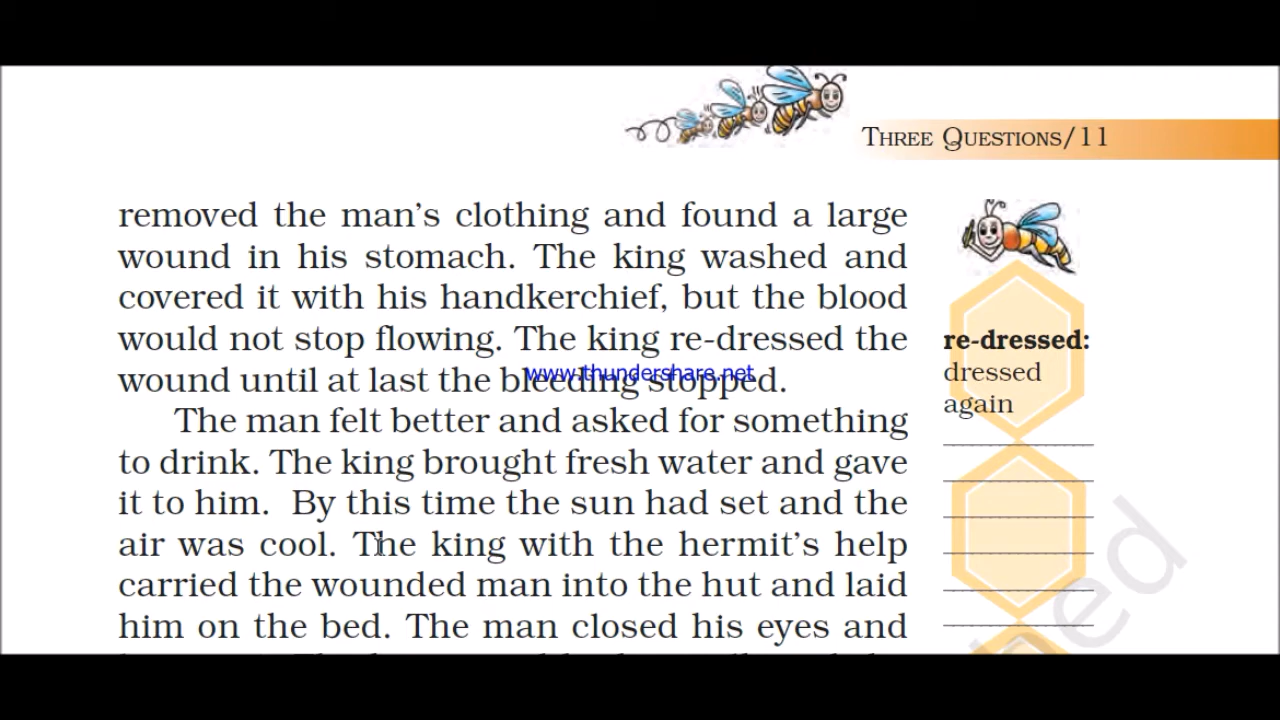 THREE QUESTIONS/11
removed the man's clothing and found a large
wound in his stomach. The king washed and
covered it with his handkerchief, but the blood
would not stop flowing. The king re-dressed the
wound until at last the bleeding stopped.
www.thundershare.net
The man felt better and asked for something
to drink. The king brought fresh water and gave
it to him. By this time the sun had set and the
air was cool. The king with the hermit's help
carried the wounded man into the hut and laid
him on the bed. The man closed his eyes and
re-dressed:
dressed
again